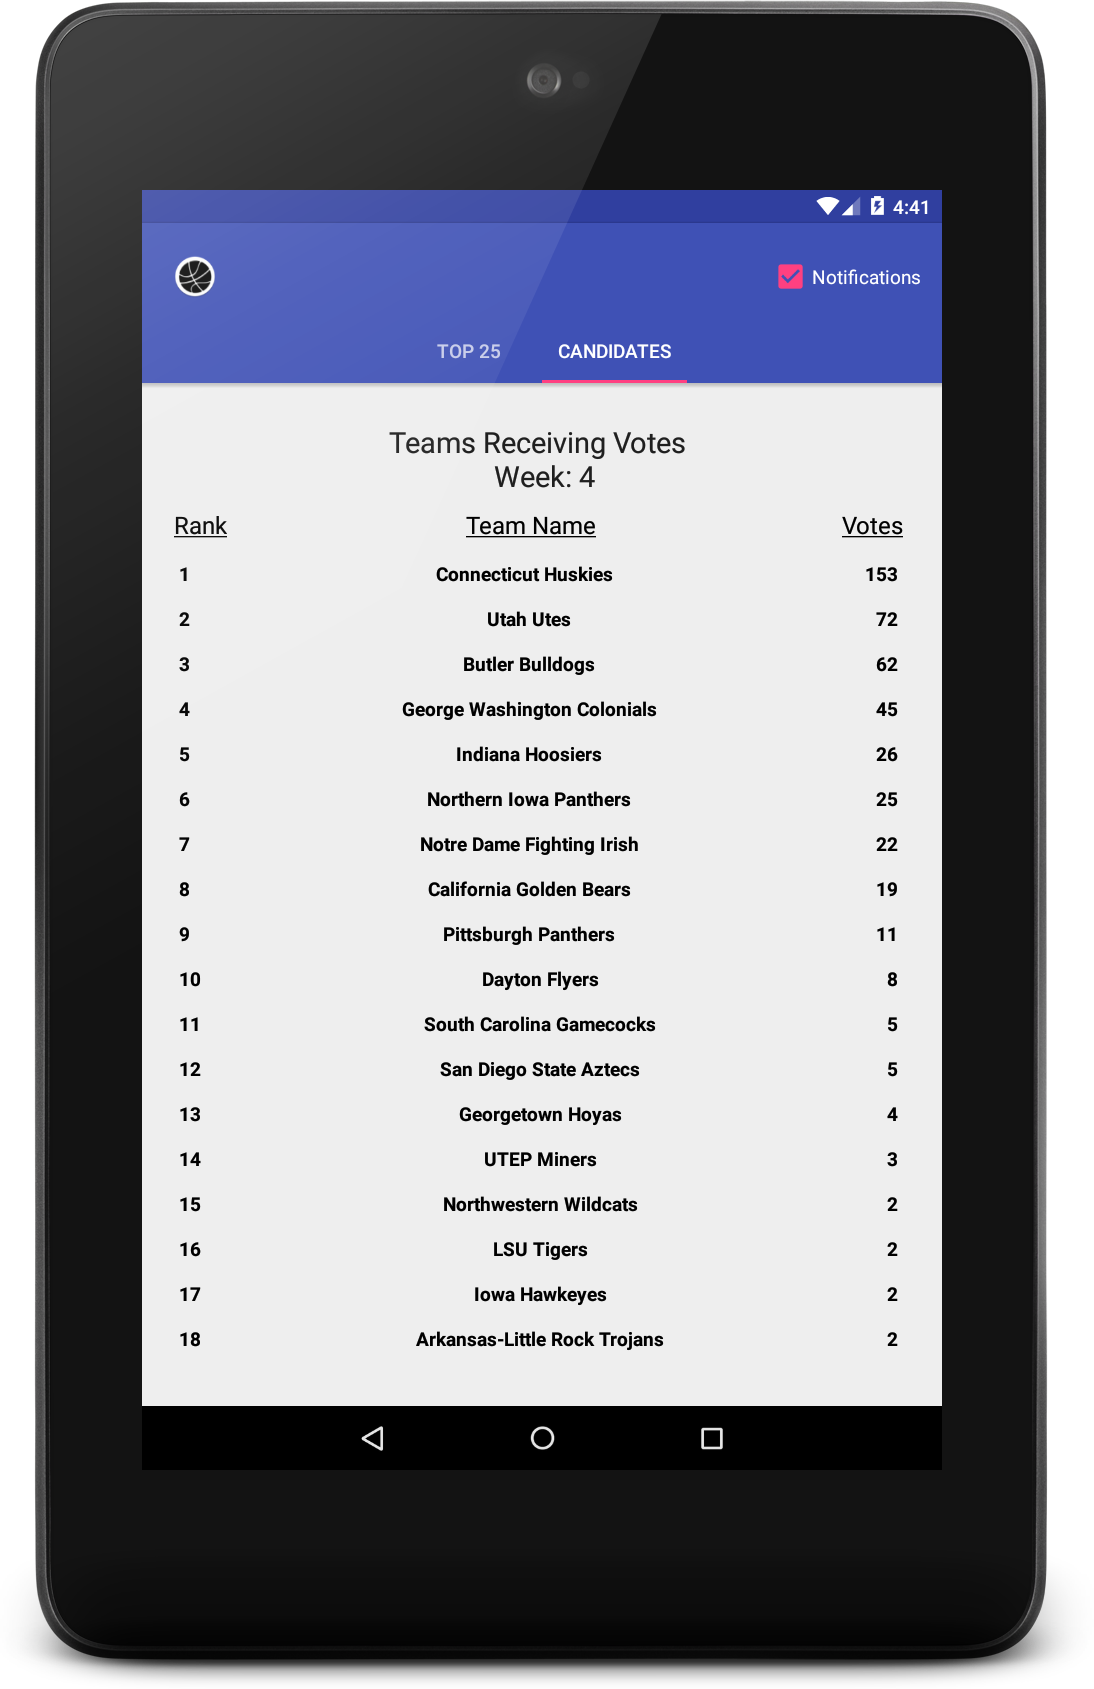 4:41
Notifications
TOP 25 CANDIDATES
Teams Receiving Votes
Week: 4
Rank Team Name Votes
1 Connecticut Huskies 153
2 Utah Utes 72
3 Butler Bulldogs 62
4 George Washington Colonials 45
5 Indiana Hoosiers 26
6 Northern Iowa Panthers 25
7 Notre Dame Fighting Irish 22
8 California Golden Bears 19
9 Pittsburgh Panthers 11
10 Dayton Flyers 8
11 South Carolina Gamecocks 5
12 San Diego State Aztecs 5
13 Georgetown Hoyas 4
14 UTEP Miners 3
15 Northwestern Wildcats 2
16 LSU Tigers 2
17 Iowa Hawkeyes 2
18 Arkansas-Little Rock Trojans 2